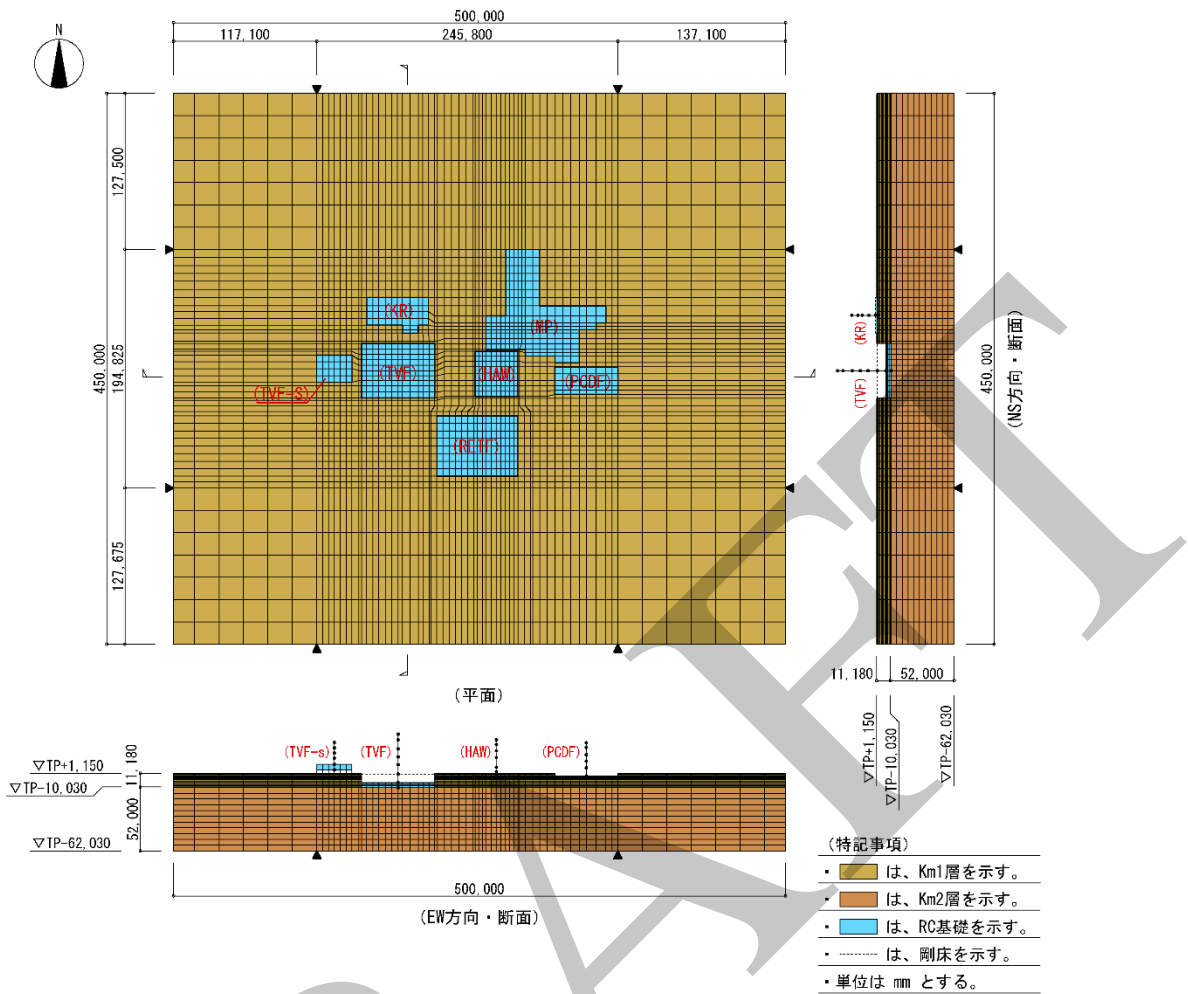 500,000
117,100
245,800
137,100
N
127,500
450,000
194,825
127,675
(KR)
(MP)
(TVF)
(HAW)
(TVF-S)
(PCDF)
(RETF)
(平面)
(KR)
(TVF)
450,000
(NS方向・断面)
11,180
52,000
▽TP+1,150
▽TP-10,030
▽TP-62,030
(TVF-s)
(TVF)
(HAW)
(PCDF)
▽TP+1,150
▽TP-10,030
▽TP-62,030
11,180
52,000
500,000
(EW方向・断面)
(特記事項)
・ は、Km1層を示す。
・ は、Km2層を示す。
・ は、RC基礎を示す。
・ は、剛床を示す。
・単位は mm とする。